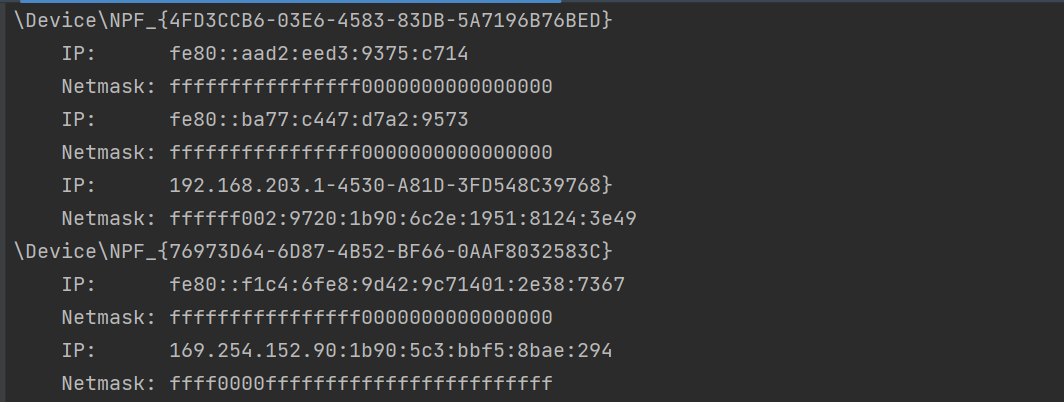 \Device\NPF_{4FD3CCB6-03E6-4583-83DB-5A7196B76BED}
IP: fe80::aad2:eed3:9375:c714
Netmask: ffffffffffffffff0000000000000000
IP: fe80::ba77:c447:d7a2:9573
Netmask: ffffffffffffffff0000000000000000
IP: 192.168.203.1-4530-A81D-3FD548C39768}
Netmask: ffffff002:9720:1b90:6c2e:1951:8124:3e49
\Device\NPF_{76973D64-6D87-4B52-BF66-0AAF8032583C}
IP: fe80::f1c4:6fe8:9d42:9c71401:2e38:7367
Netmask: ffffffffffffffff0000000000000000
IP: 169.254.152.90:1b90:5c3:bbf5:8bae:294
Netmask: ffff0000ffffffffffffffffffffffff